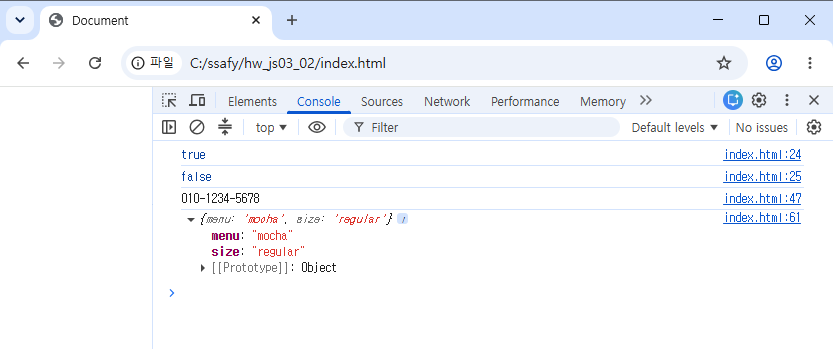 Document
파일 C:/ssafy/hw_js03_02/index.html
Elements Console Sources Network Performance Memory
top Filter Default levels No issues
true index.html:24
false index.html:25
010-1234-5678 index.html:47
{menu: 'mocha', size: 'regular'} i index.html:61
menu: "mocha"
size: "regular"
[[Prototype]]: Object